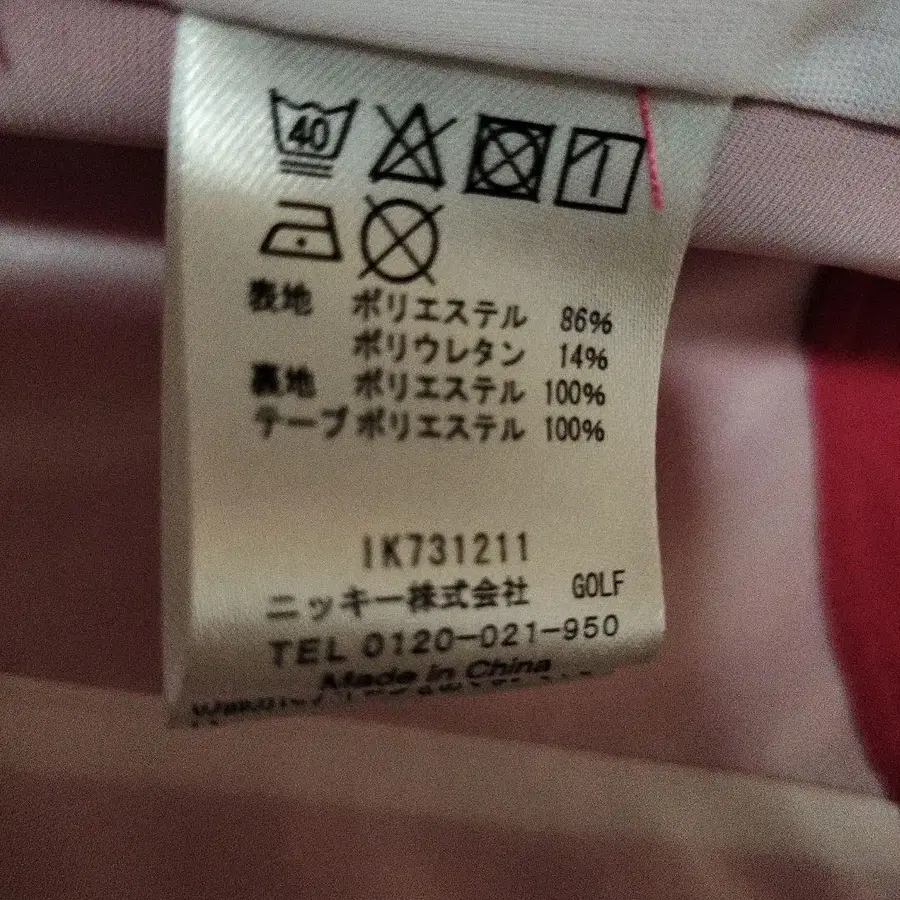 40
表地 ポリエステル 86%
ポリウレタン 14%
裏地 ポリエステル 100%
テープ ポリエステル 100%
IK731211
ニッキー株式会社 GOLF
TEL 0120-021-950
Made in China